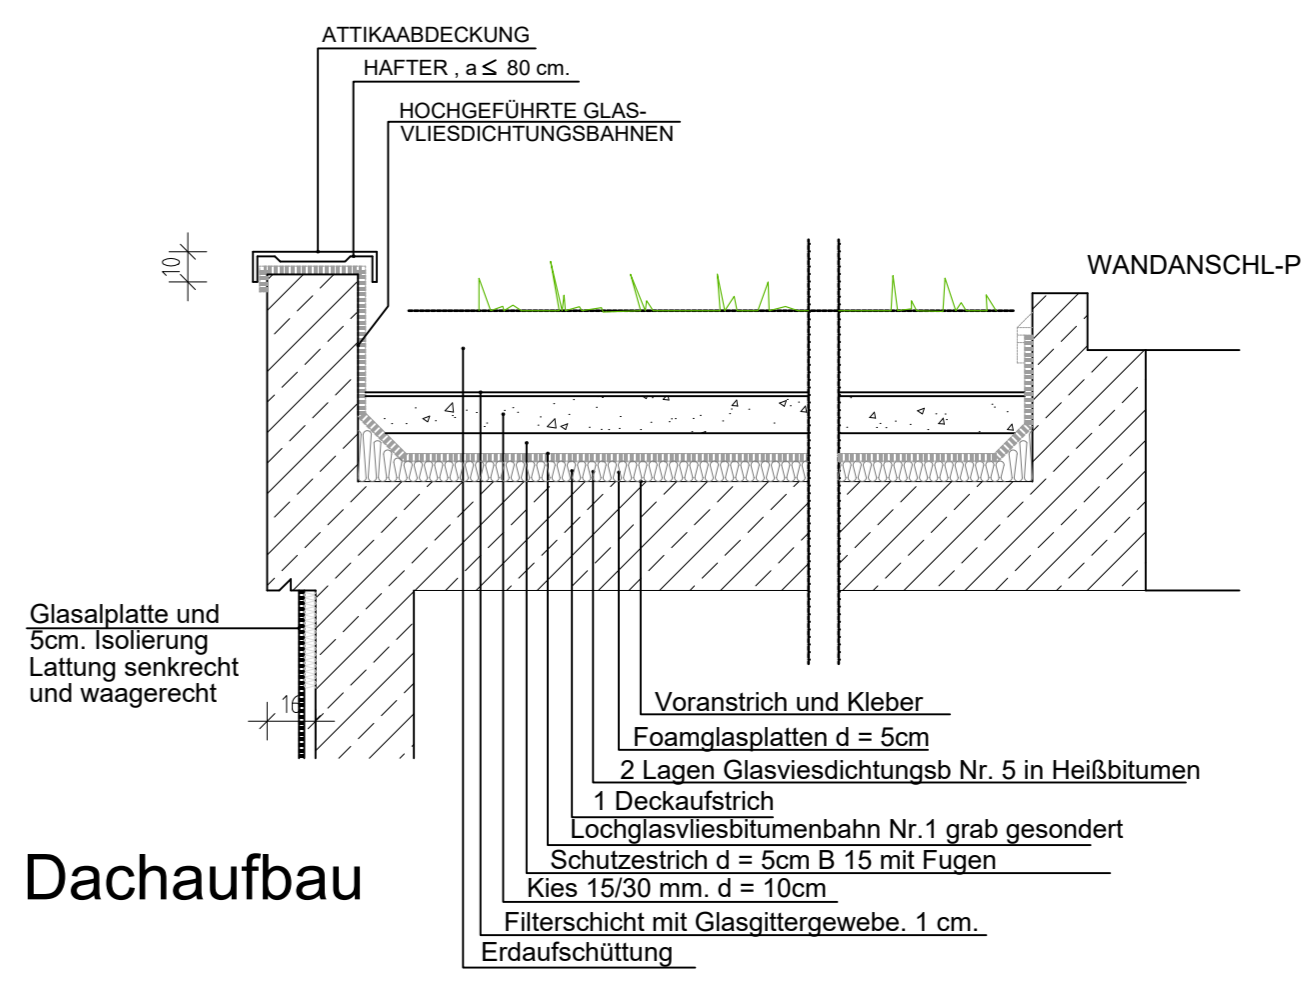 ATTIKAABDECKUNG
HAFTER , a ≤ 80 cm.
HOCHGEFÜHRTE GLAS-
VLIESDICHTUNGSBAHNEN
10
WANDANSCHL-P
Glasalplatte und
5cm. Isolierung
Lattung senkrecht
und waagerecht
16
Voranstrich und Kleber
Foamglasplatten d = 5cm
2 Lagen Glasviesdichtungsb Nr. 5 in Heißbitumen
1 Deckaufstrich
Lochglasvliesbitumenbahn Nr.1 grab gesondert
Schutzestrich d = 5cm B 15 mit Fugen
Kies 15/30 mm. d = 10cm
Filterschicht mit Glasgittergewebe. 1 cm.
Erdaufschüttung
Dachaufbau